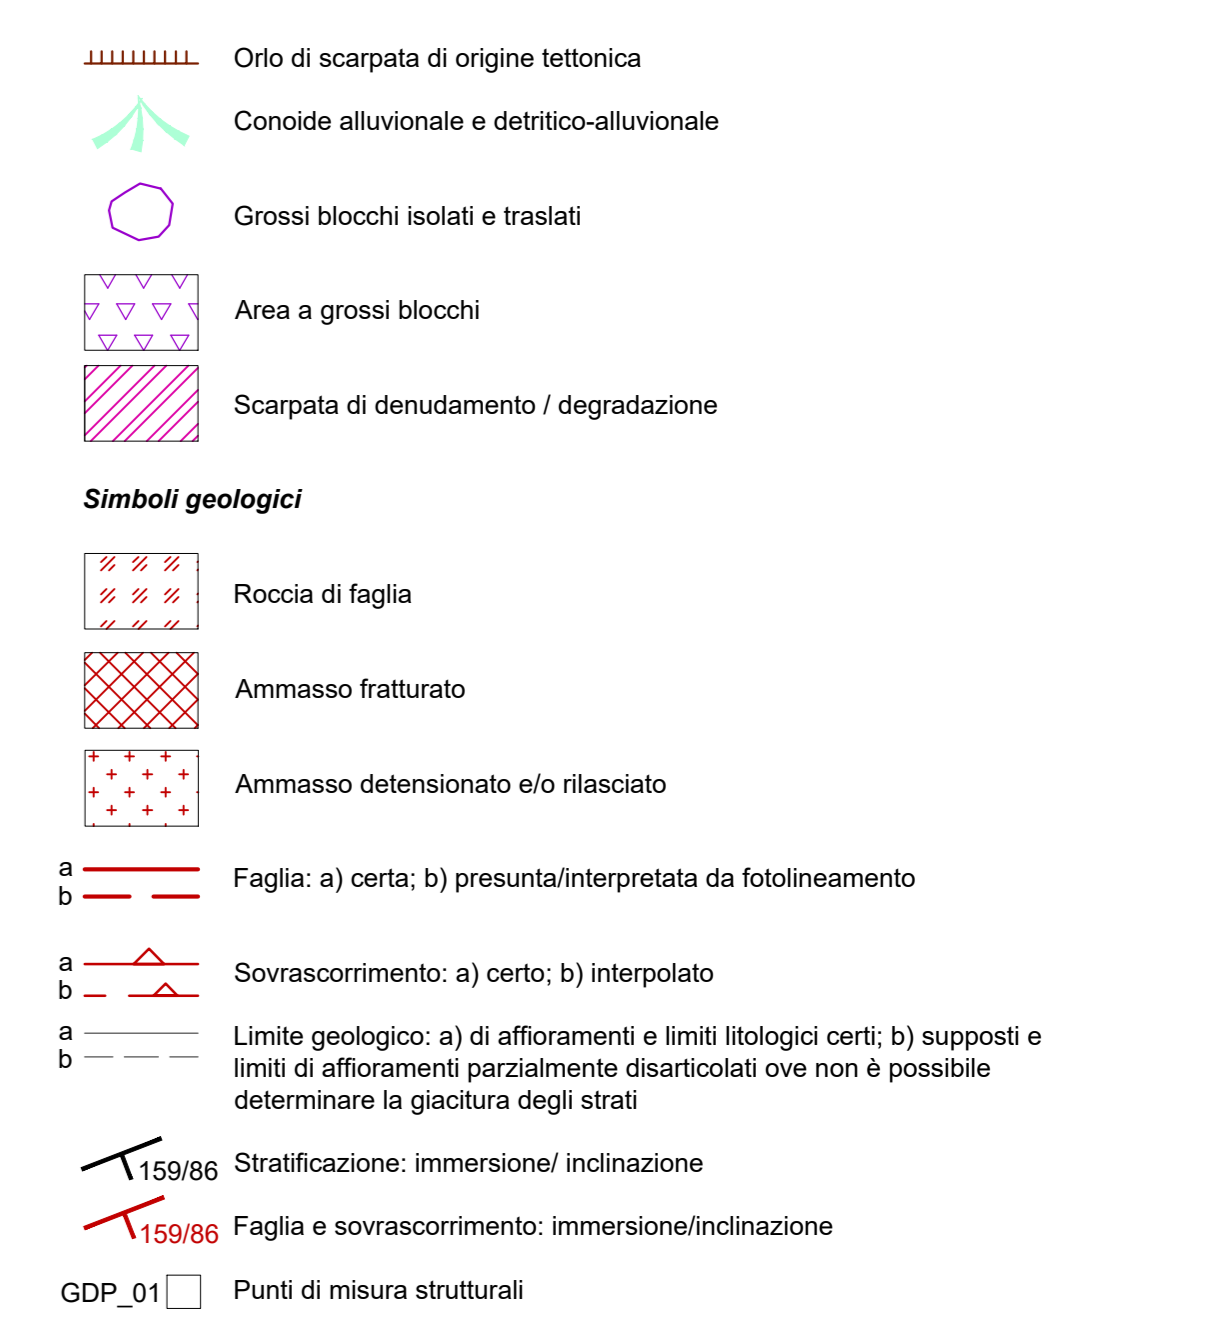 Orlo di scarpata di origine tettonica
Conoide alluvionale e detritico-alluvionale
Grossi blocchi isolati e traslati
Area a grossi blocchi
Scarpata di denudamento / degradazione
Simboli geologici
Roccia di faglia
Ammasso fratturato
Ammasso detensionato e/o rilasciato
a
b
Faglia: a) certa; b) presunta/interpretata da fotolineamento
a
b
Sovrascorrimento: a) certo; b) interpolato
a
b
Limite geologico: a) di affioramenti e limiti litologici certi; b) supposti e
limiti di affioramenti parzialmente disarticolati ove non è possibile
determinare la giacitura degli strati
159/86 Stratificazione: immersione/ inclinazione
159/86 Faglia e sovrascorrimento: immersione/inclinazione
GDP_01 Punti di misura strutturali